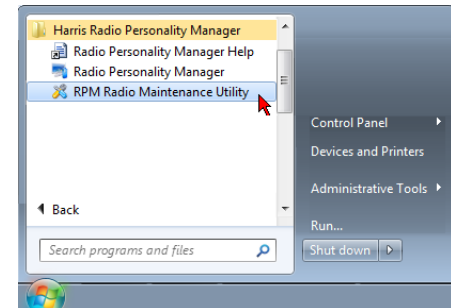 Harris Radio Personality Manager
Radio Personality Manager Help
Radio Personality Manager
RPM Radio Maintenance Utility
Back
Search programs and files
Control Panel
Devices and Printers
Administrative Tools
Run...
Shut down